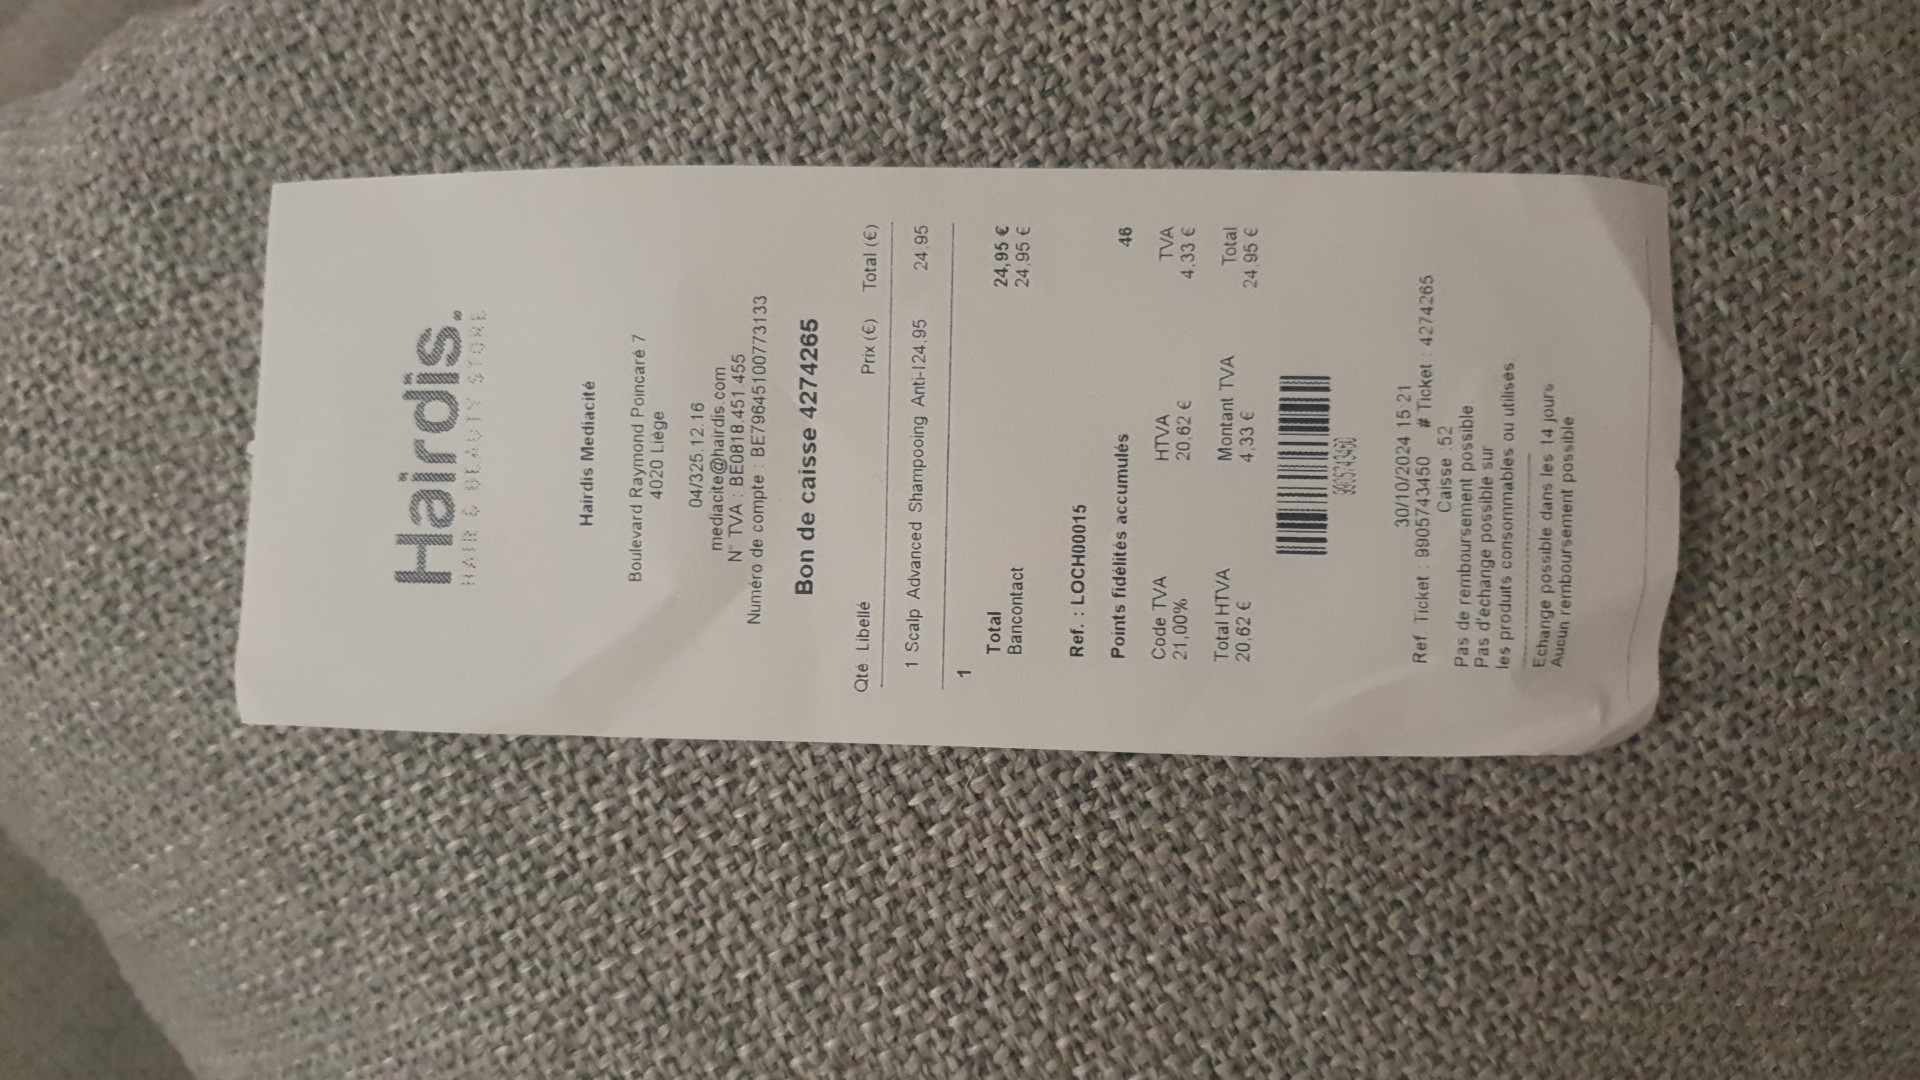 Hairdis.
HAIR & BEAUTY STORE
Hairdis Mediacité
Boulevard Raymond Poincaré 7
4020 Liège
04/325.12.16
mediacite@hairdis.com
N° TVA : BE0818.451.455
Numéro de compte : BE79645100773133
Bon de caisse 4274265
Qté Libellé Prix (€) Total (€)
1 Scalp Advanced Shampooing Anti-I24,95 24,95
1
Total 24,95 €
Bancontact 24,95 €
Ref. : LOCH00015
Points fidélités accumulés 46
Code TVA HTVA TVA
21,00% 20,62 € 4,33 €
Total HTVA Montant TVA Total
20,62 € 4,33 € 24,95 €
9905743450
30/10/2024 15:21
Ref. Ticket : 9905743450 # Ticket : 4274265
Caisse : 52
Pas de remboursement possible.
Pas d'échange possible sur
les produits consommables ou utilisés.
Echange possible dans les 14 jours
Aucun remboursement possible